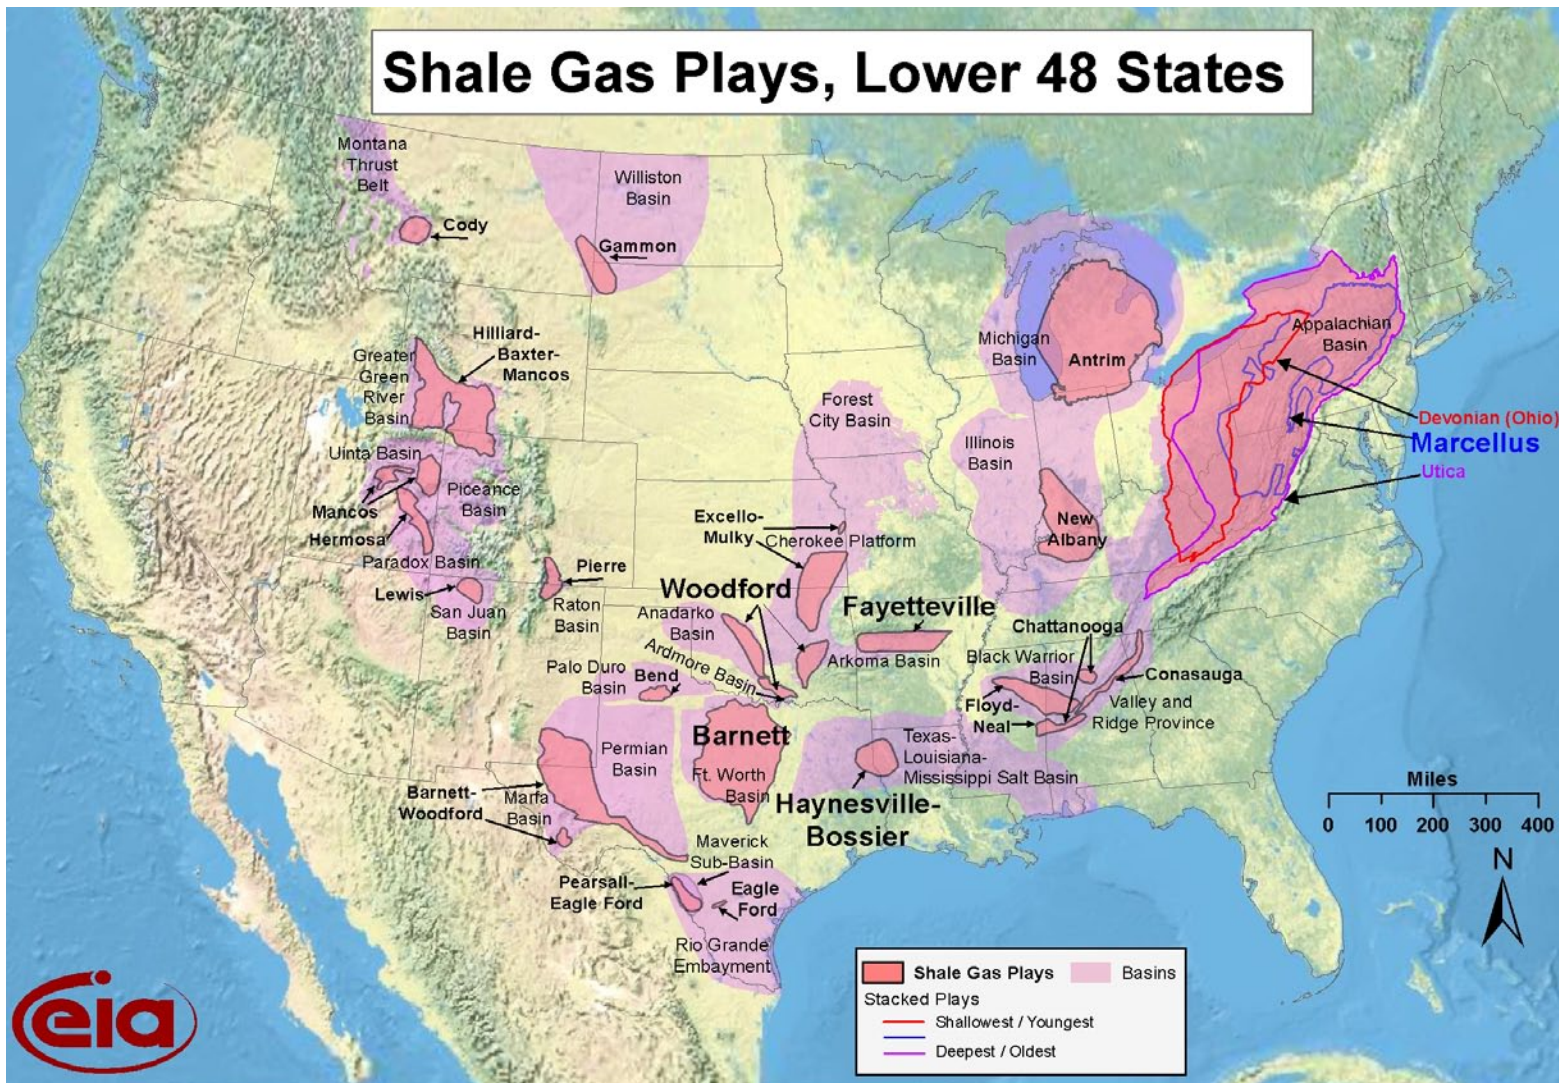 Shale Gas Plays, Lower 48 States
Montana
Thrust
Belt
Cody
Williston
Basin
Gammon
Hilliard-
Baxter-
Mancos
Greater
Green
River
Basin
Uinta Basin
Mancos
Piceance
Basin
Hermosa
Paradox Basin
Lewis
San Juan
Basin
Pierre
Raton
Basin
Michigan
Basin
Antrim
Forest
City Basin
Illinois
Basin
New
Albany
Appalachian
Basin
Devonian (Ohio)
Marcellus
Utica
Excello-
Mulky
Cherokee Platform
Woodford
Anadarko
Basin
Ardmore Basin
Fayetteville
Arkoma Basin
Palo Duro
Basin
Bend
Chattanooga
Black Warrior
Basin
Conasauga
Floyd-
Neal
Valley and
Ridge Province
Barnett
Ft. Worth
Basin
Permian
Basin
Texas-
Louisiana-
Mississippi Salt Basin
Haynesville-
Bossier
Barnett-
Woodford
Marfa
Basin
Maverick
Sub-Basin
Pearsall-
Eagle Ford
Eagle
Ford
Rio Grande
Embayment
Miles
0 100 200 300 400
N
Shale Gas Plays
Basins
Stacked Plays
Shallowest / Youngest
Deepest / Oldest
eia